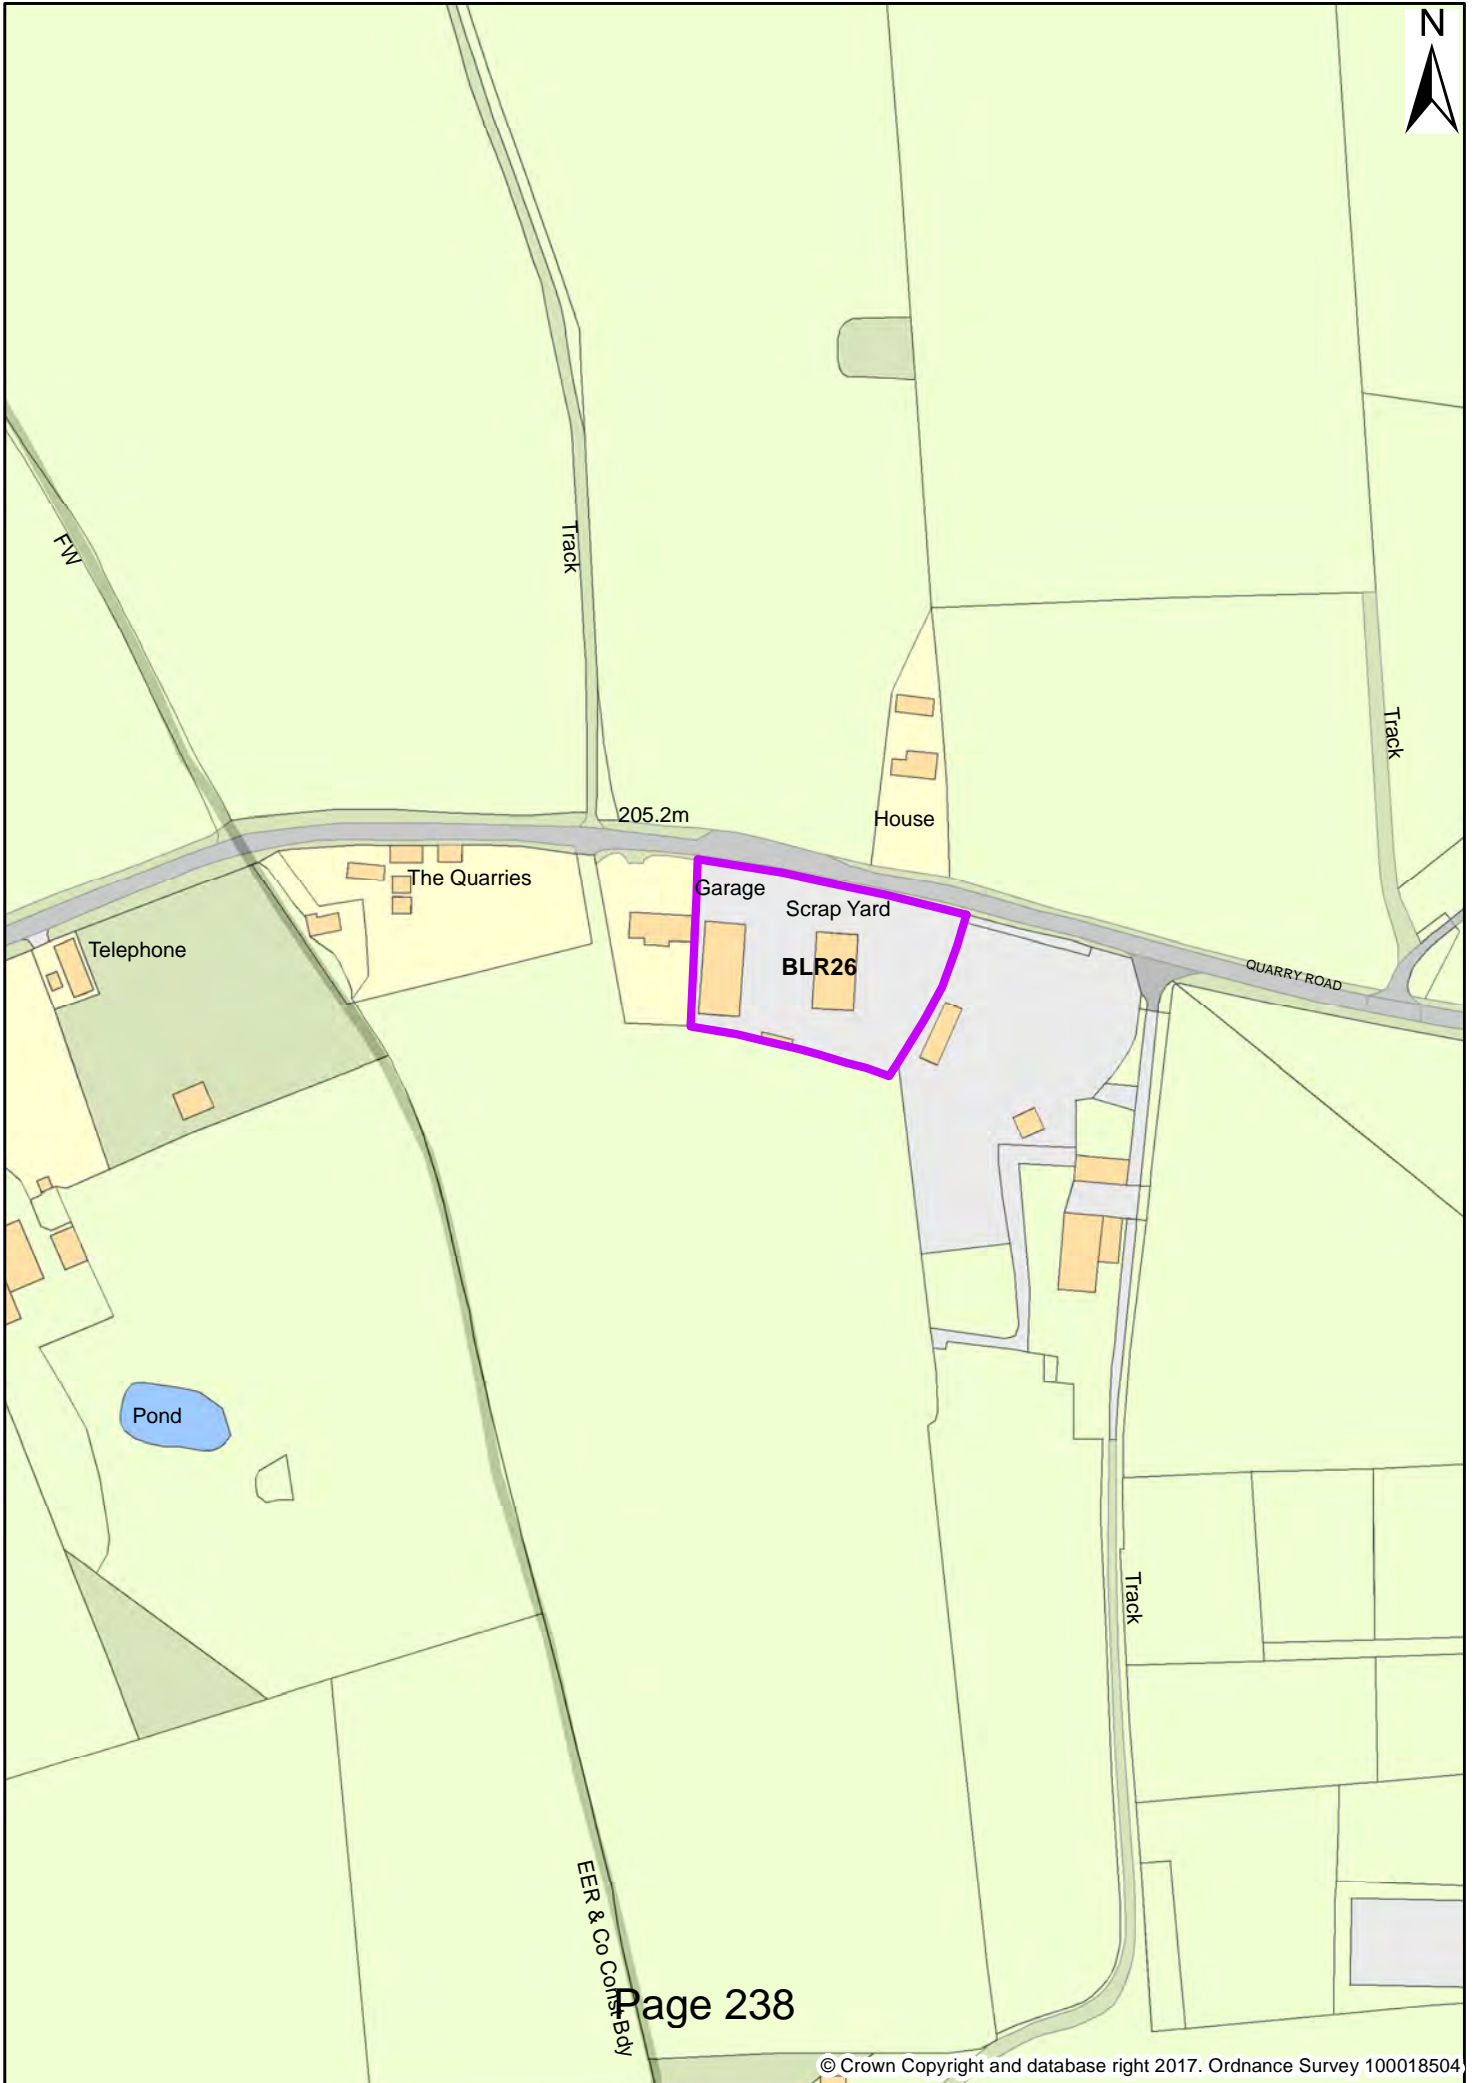 N
FW
Track
Track
205.2m
House
The Quarries
Garage
Scrap Yard
Telephone
BLR26
QUARRY ROAD
Pond
Track
EER & Co Const Bdy
Page 238
© Crown Copyright and database right 2017. Ordnance Survey 100018504